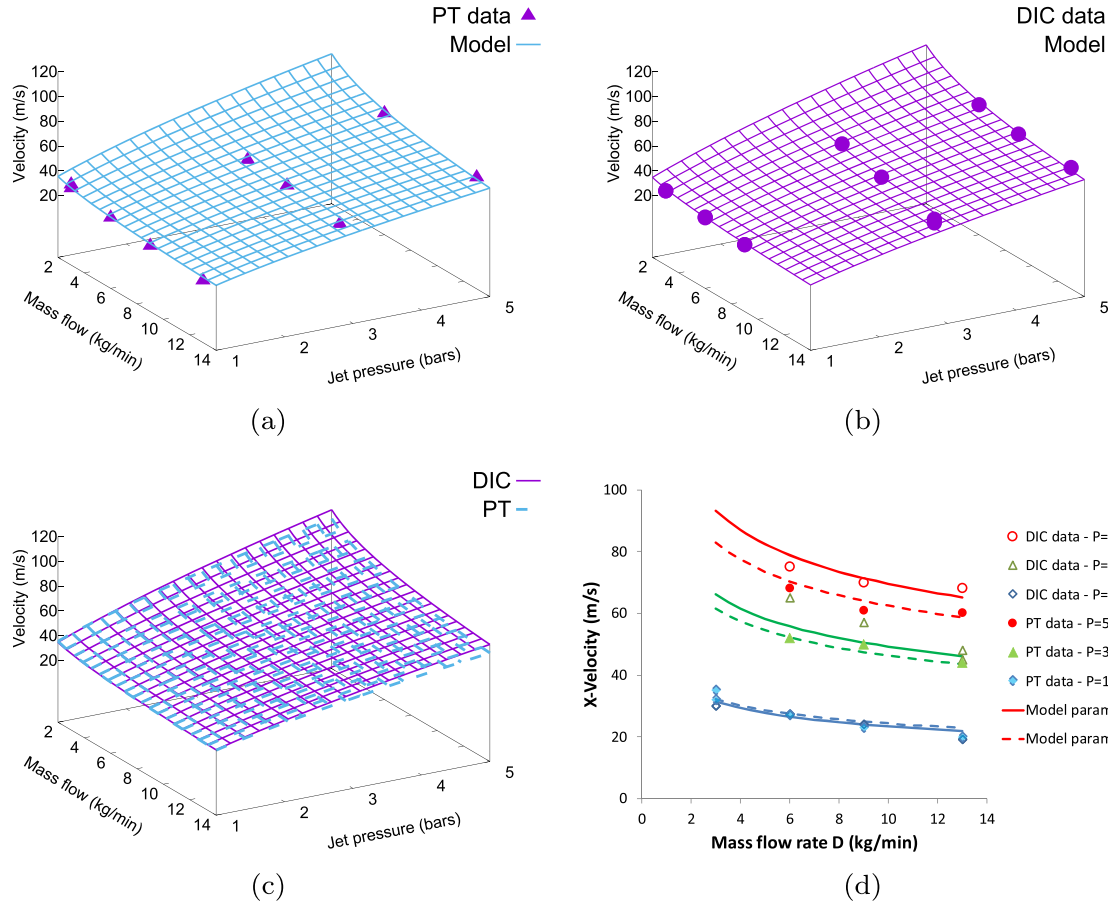 PT data
Model
Velocity (m/s)
120
100
80
60
40
20
2
4
6
8
10
12
14
Mass flow (kg/min)
1
2
3
4
5
Jet pressure (bars)
(a)
DIC data
Model
Velocity (m/s)
120
100
80
60
40
20
2
4
6
8
10
12
14
Mass flow (kg/min)
1
2
3
4
5
Jet pressure (bars)
(b)
DIC
PT
Velocity (m/s)
120
100
80
60
40
20
2
4
6
8
10
12
14
Mass flow (kg/min)
1
2
3
4
5
Jet pressure (bars)
(c)
X-Velocity (m/s)
100
80
60
40
20
0
0 2 4 6 8 10 12 14
Mass flow rate D (kg/min)
DIC data - P=
DIC data - P=
DIC data - P=
PT data - P=5
PT data - P=3
PT data - P=1
Model param
Model param
(d)